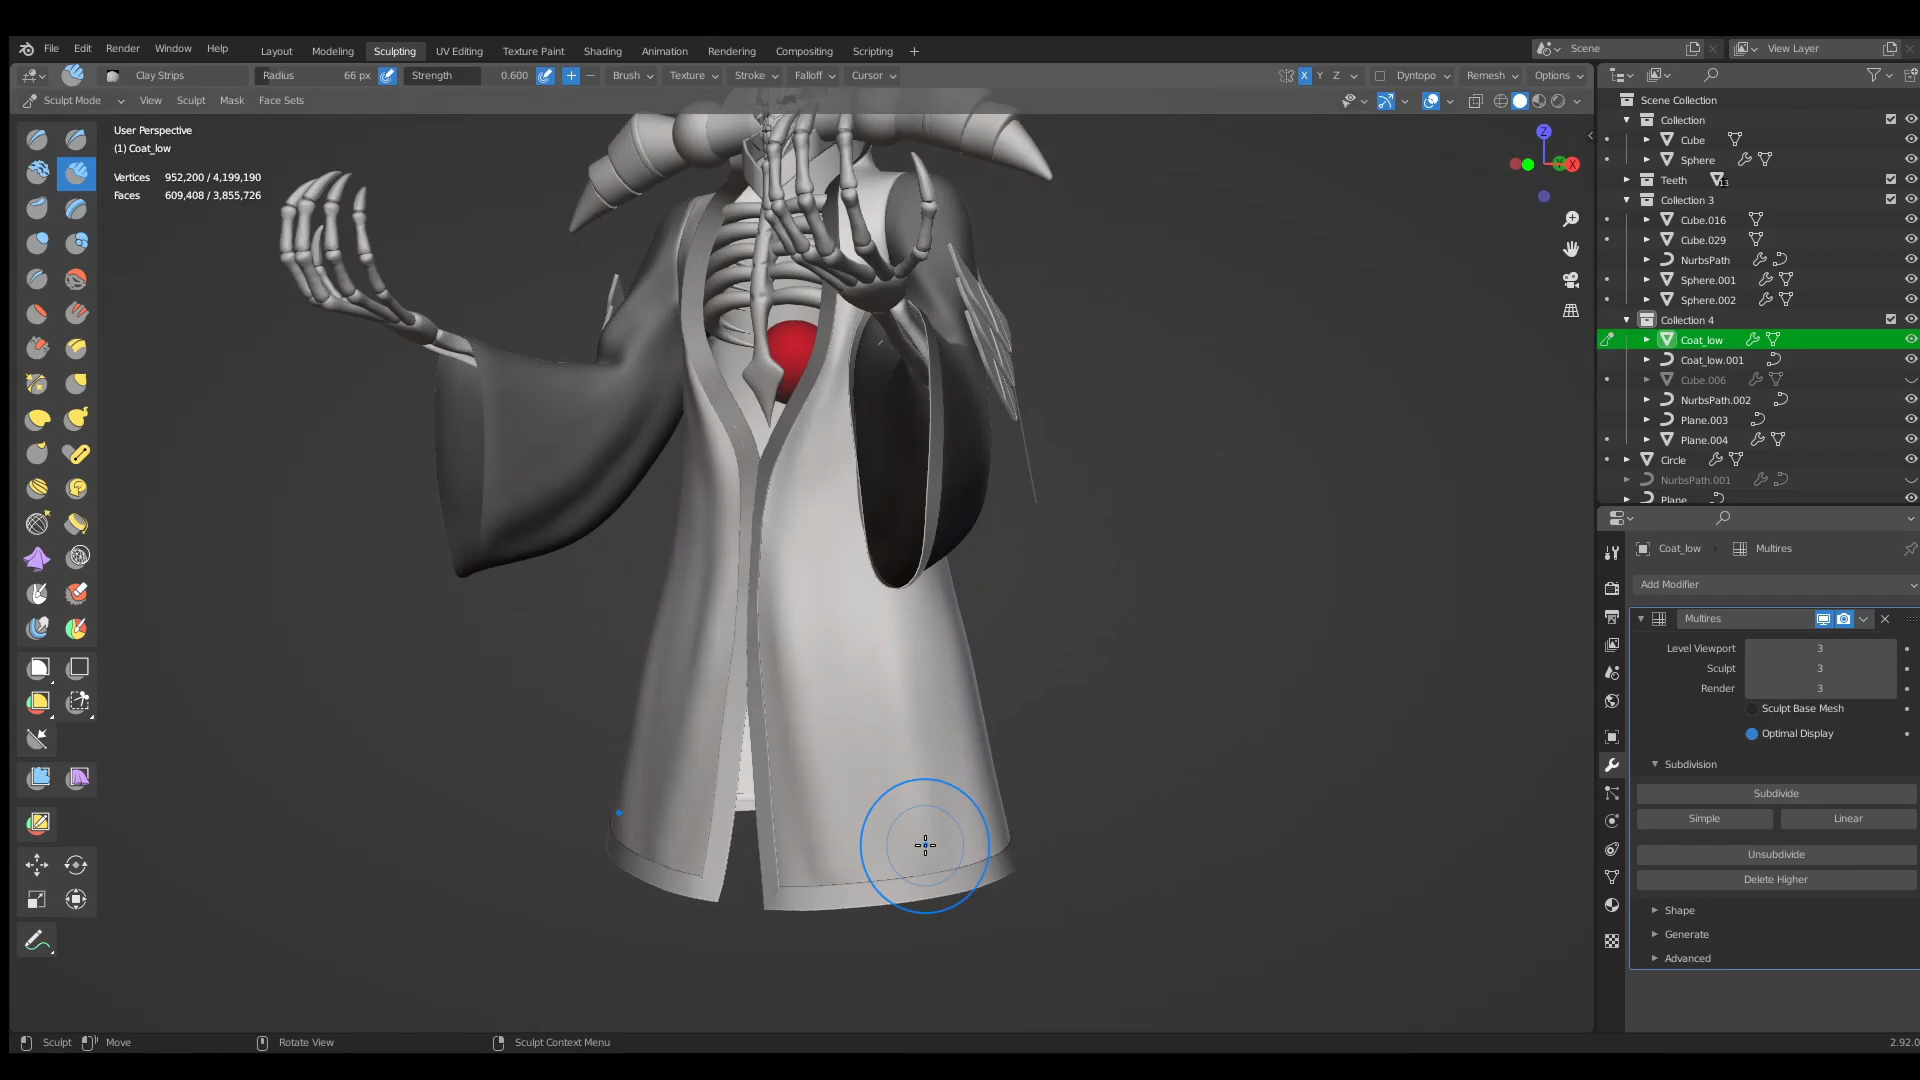 File Edit Render Window Help
Layout Modeling Sculpting UV Editing Texture Paint Shading Animation Rendering Compositing Scripting
Scene View Layer
Clay Strips Radius 66 px Strength 0.600 Brush Texture Stroke Falloff Cursor X Y Z Dyntopo Remesh Options
Sculpt Mode View Sculpt Mask Face Sets
User Perspective
(1) Coat_low
Vertices 952,200 / 4,199,190
Faces 609,408 / 3,855,726
Z
Y
X
Scene Collection
Collection
Cube
Sphere
Teeth 13
Collection 3
Cube.016
Cube.029
NurbsPath
Sphere.001
Sphere.002
Collection 4
Coat_low
Coat_low.001
Cube.006
NurbsPath.002
Plane.003
Plane.004
Circle
NurbsPath.001
Plane
Coat_low Multires
Add Modifier
Multires
Level Viewport 3
Sculpt 3
Render 3
Sculpt Base Mesh
Optimal Display
Subdivision
Subdivide
Simple Linear
Unsubdivide
Delete Higher
Shape
Generate
Advanced
Sculpt Move Rotate View Sculpt Context Menu 2.92.0